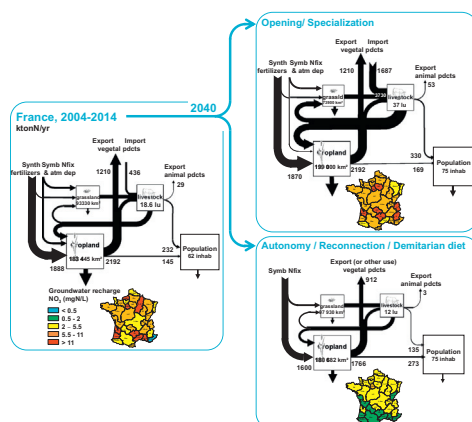 France, 2004-2014
ktonN/yr
Synth Symb Nfix
fertilizers & atm dep
Export
vegetal pdcts
Import
1210
436
Export
animal pdcts
29
grassland
livestock
18.6 lu
Cropland
183 445 km²
1888
2192
232
145
Population
62 inhab
Groundwater recharge
NO3 (mgN/L)
< 0.5
0.5 - 2
2 – 5.5
5.5 - 11
> 11
2040
Opening/ Specialization
Synth Symb Nfix
fertilizers & atm dep
Export
vegetal pdcts
Import
1210
1687
Export
animal pdcts
53
grassld
3736
livestock
37 lu
Cropland
1870
2192
330
169
Population
75 inhab
Autonomy / Reconnection / Demitarian diet
Symb Nfix
Export (or other use)
vegetal pdcts
912
Export
animal pdcts
3
grassland
livestock
12 lu
Cropland
1600
1766
135
273
Population
75 inhab